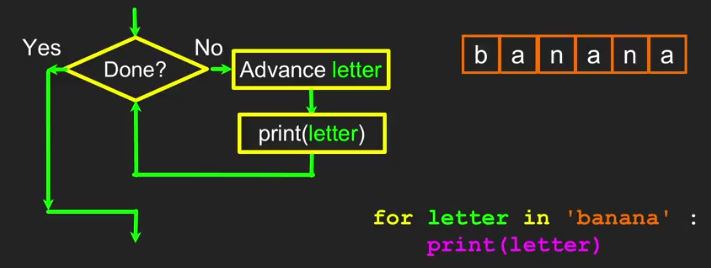 Yes
No
Done?
Advance letter
print(letter)
b a n a n a
for letter in 'banana' :
print(letter)